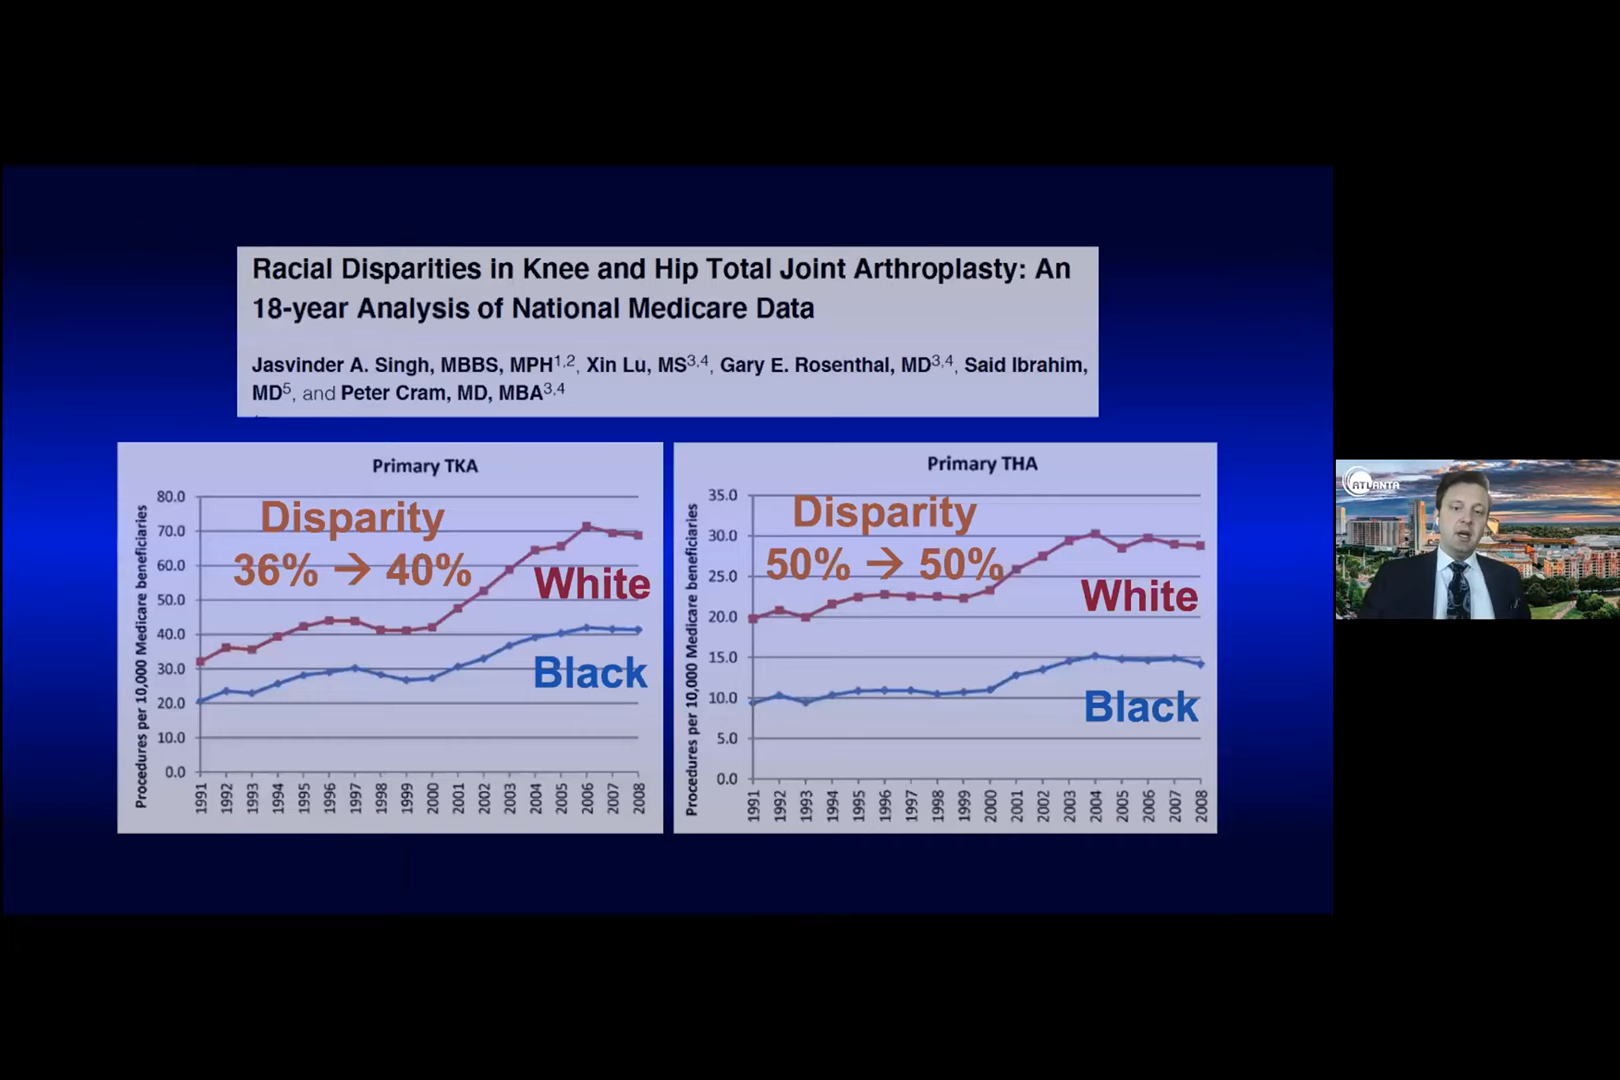 Racial Disparities in Knee and Hip Total Joint Arthroplasty: An
18-year Analysis of National Medicare Data
Jasvinder A. Singh, MBBS, MPH1,2, Xin Lu, MS3,4, Gary E. Rosenthal, MD3,4, Said Ibrahim,
MD5, and Peter Cram, MD, MBA3,4
Primary TKA
Procedures per 10,000 Medicare beneficiaries
80.0
70.0
60.0
50.0
40.0
30.0
20.0
10.0
0.0
Disparity
36% → 40%
White
Black
1991 1992 1993 1994 1995 1996 1997 1998 1999 2000 2001 2002 2003 2004 2005 2006 2007 2008
Primary THA
Procedures per 10,000 Medicare beneficiaries
35.0
30.0
25.0
20.0
15.0
10.0
5.0
0.0
Disparity
50% → 50%
White
Black
1991 1992 1993 1994 1995 1996 1997 1998 1999 2000 2001 2002 2003 2004 2005 2006 2007 2008
ATLANTA